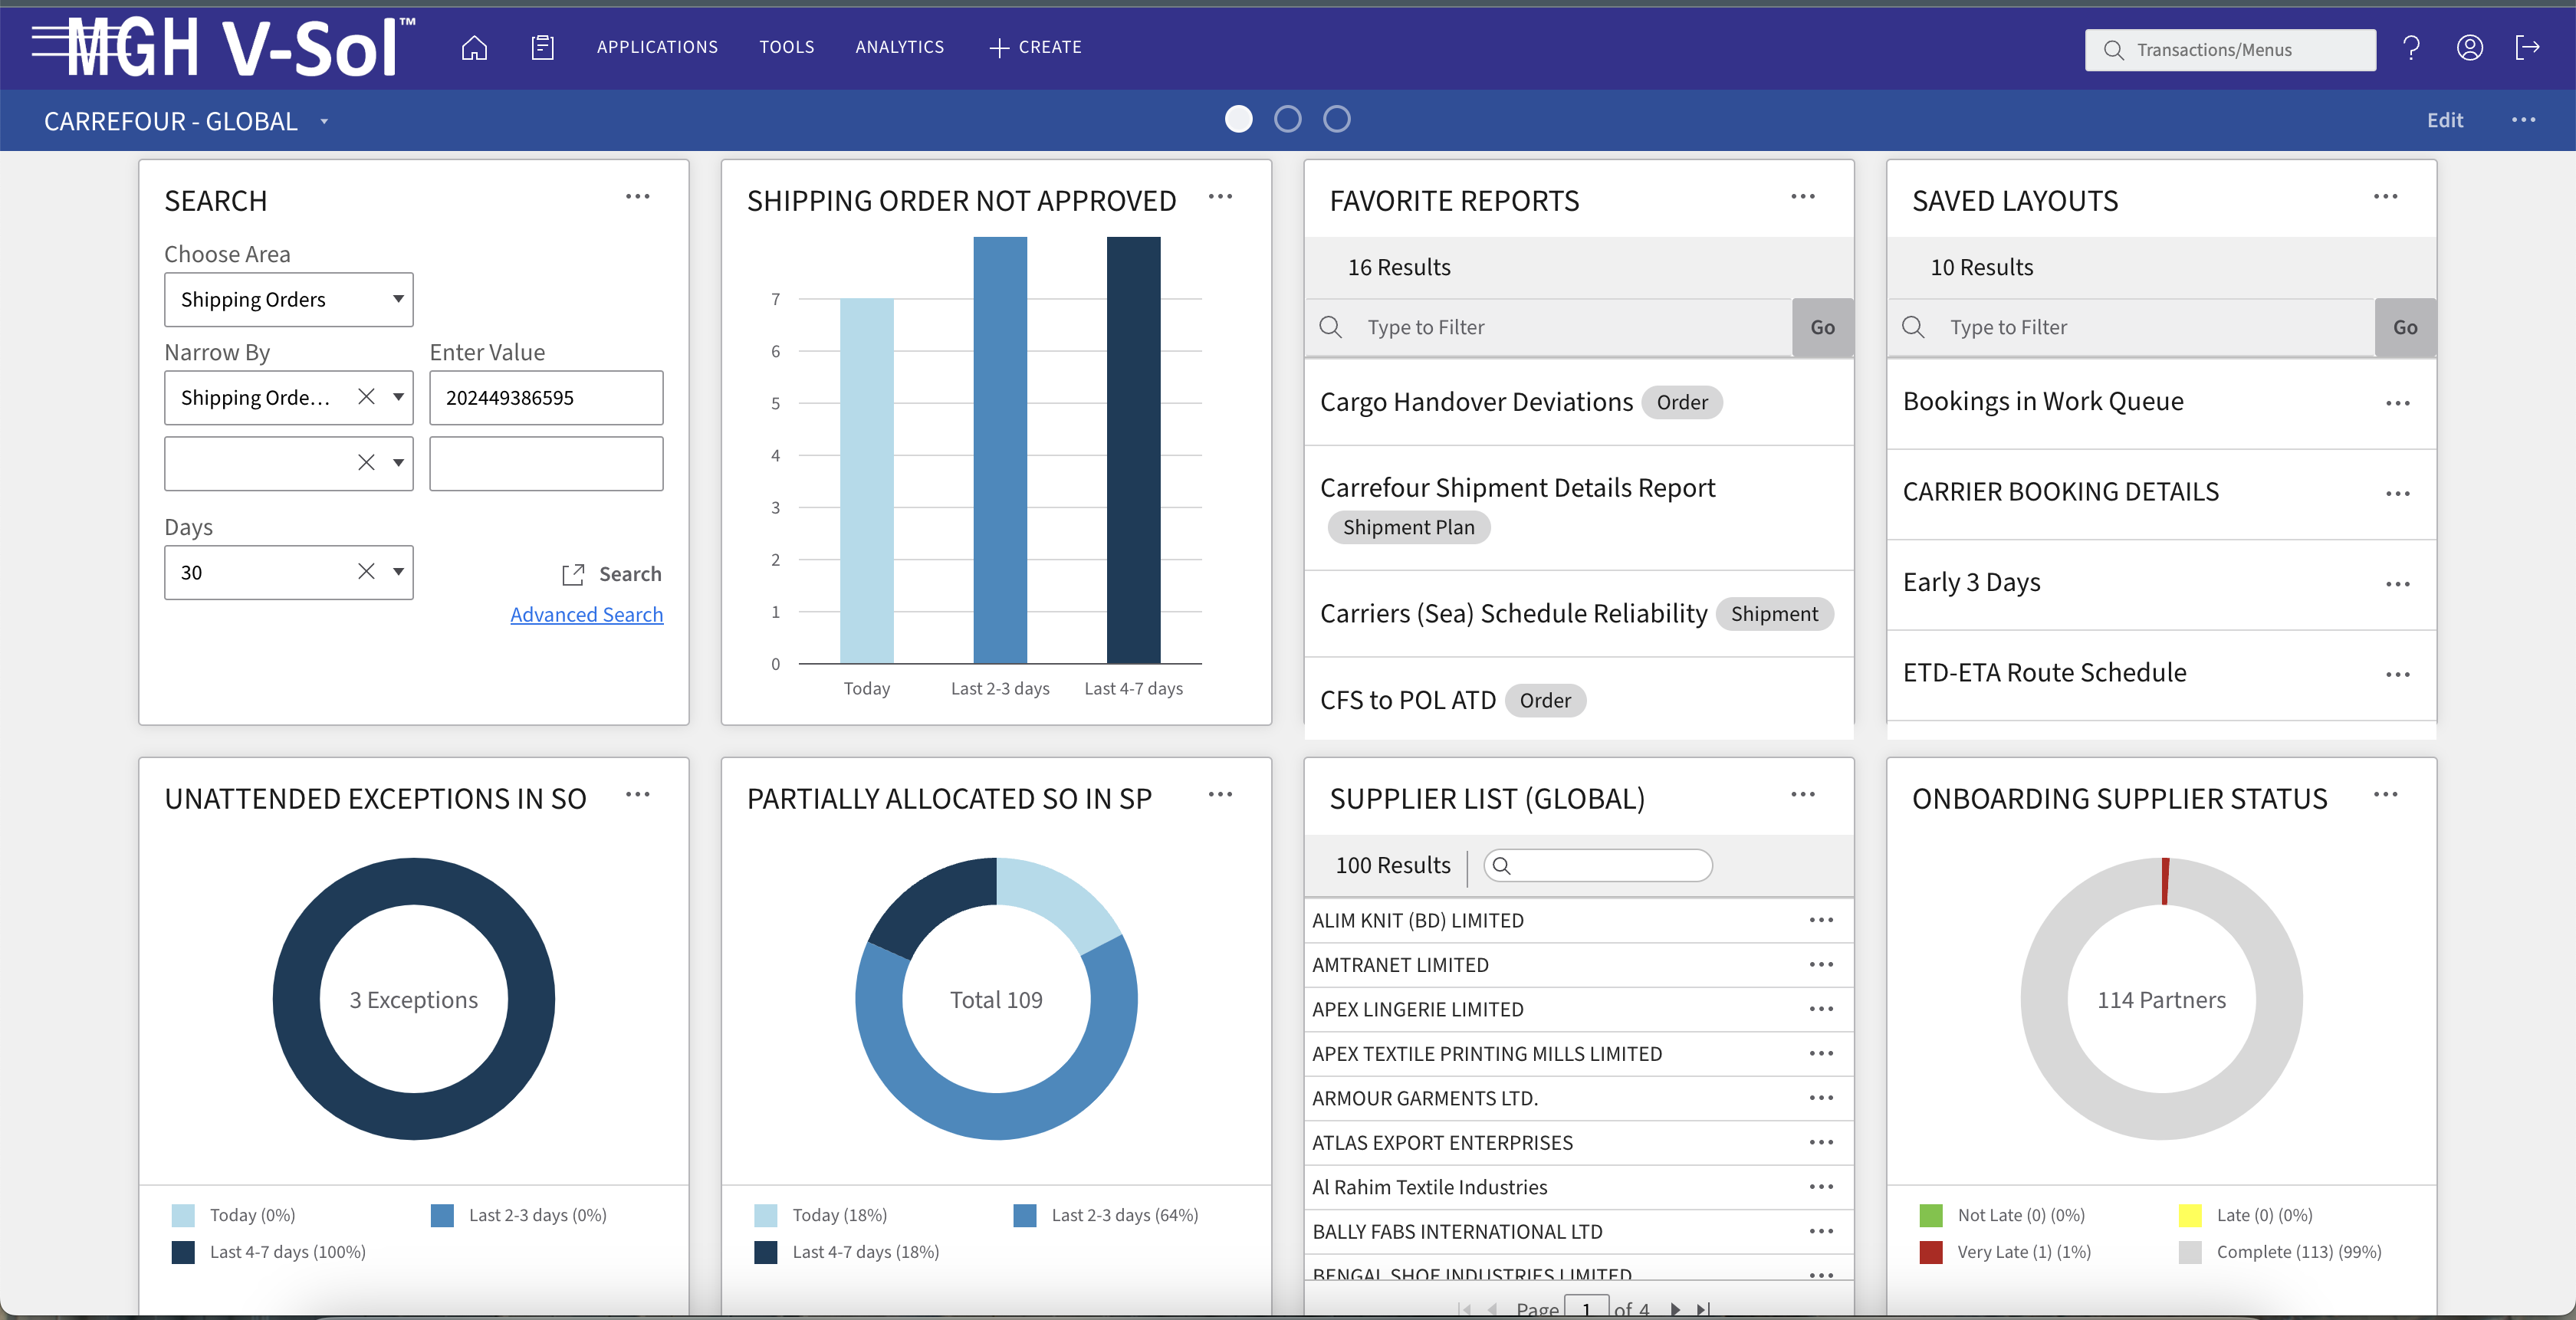 MGH V-Sol™
APPLICATIONS
TOOLS
ANALYTICS
CREATE
Transactions/Menus
CARREFOUR - GLOBAL
Edit
SEARCH
Choose Area
Shipping Orders
Narrow By
Enter Value
Shipping Orde...
202449386595
Days
30
Search
Advanced Search
SHIPPING ORDER NOT APPROVED
7
6
5
4
3
2
1
0
Today
Last 2-3 days
Last 4-7 days
FAVORITE REPORTS
16 Results
Type to Filter
Go
Cargo Handover Deviations Order
Carrefour Shipment Details Report
Shipment Plan
Carriers (Sea) Schedule Reliability Shipment
CFS to POL ATD Order
SAVED LAYOUTS
10 Results
Type to Filter
Go
Bookings in Work Queue
CARRIER BOOKING DETAILS
Early 3 Days
ETD-ETA Route Schedule
UNATTENDED EXCEPTIONS IN SO
3 Exceptions
Today (0%)
Last 2-3 days (0%)
Last 4-7 days (100%)
PARTIALLY ALLOCATED SO IN SP
Total 109
Today (18%)
Last 2-3 days (64%)
Last 4-7 days (18%)
SUPPLIER LIST (GLOBAL)
100 Results
ALIM KNIT (BD) LIMITED
AMTRANET LIMITED
APEX LINGERIE LIMITED
APEX TEXTILE PRINTING MILLS LIMITED
ARMOUR GARMENTS LTD.
ATLAS EXPORT ENTERPRISES
Al Rahim Textile Industries
BALLY FABS INTERNATIONAL LTD
BENGAL SHOE INDUSTRIES LIMITED
Page 1 of 4
ONBOARDING SUPPLIER STATUS
114 Partners
Not Late (0) (0%)
Late (0) (0%)
Very Late (1) (1%)
Complete (113) (99%)